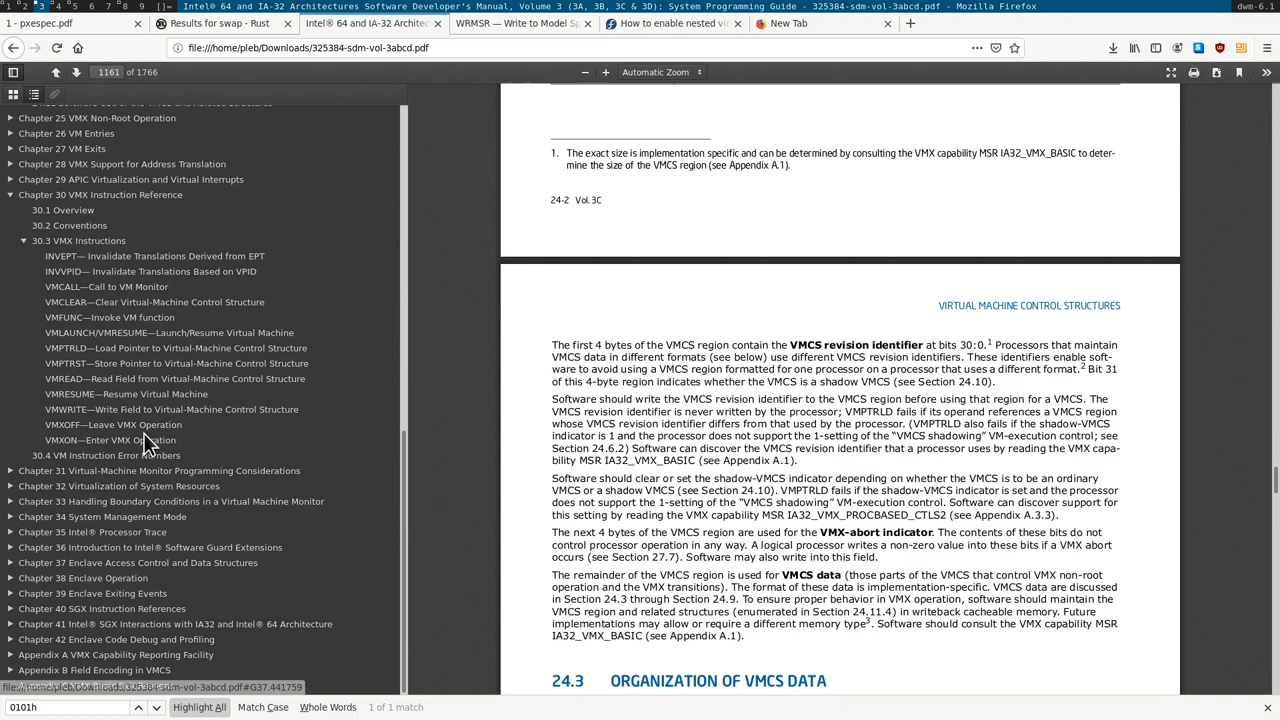 0 1 2 3 4 5 6 7 8 9 []= Intel® 64 and IA-32 Architectures Software Developer's Manual, Volume 3 (3A, 3B, 3C & 3D): System Programming Guide - 325384-sdm-vol-3abcd.pdf - Mozilla Firefox dwm-6.1
1 - pxespec.pdf × Results for swap - Rust × Intel® 64 and IA-32 Architec × WRMSR — Write to Model Sp × How to enable nested vir × New Tab × +
file:///home/pleb/Downloads/325384-sdm-vol-3abcd.pdf
1161 of 1766 Automatic Zoom
Chapter 25 VMX Non-Root Operation
Chapter 26 VM Entries
Chapter 27 VM Exits
Chapter 28 VMX Support for Address Translation
Chapter 29 APIC Virtualization and Virtual Interrupts
Chapter 30 VMX Instruction Reference
30.1 Overview
30.2 Conventions
30.3 VMX Instructions
INVEPT— Invalidate Translations Derived from EPT
INVVPID— Invalidate Translations Based on VPID
VMCALL—Call to VM Monitor
VMCLEAR—Clear Virtual-Machine Control Structure
VMFUNC—Invoke VM function
VMLAUNCH/VMRESUME—Launch/Resume Virtual Machine
VMPTRLD—Load Pointer to Virtual-Machine Control Structure
VMPTRST—Store Pointer to Virtual-Machine Control Structure
VMREAD—Read Field from Virtual-Machine Control Structure
VMRESUME—Resume Virtual Machine
VMWRITE—Write Field to Virtual-Machine Control Structure
VMXOFF—Leave VMX Operation
VMXON—Enter VMX Operation
30.4 VM Instruction Error Numbers
Chapter 31 Virtual-Machine Monitor Programming Considerations
Chapter 32 Virtualization of System Resources
Chapter 33 Handling Boundary Conditions in a Virtual Machine Monitor
Chapter 34 System Management Mode
Chapter 35 Intel® Processor Trace
Chapter 36 Introduction to Intel® Software Guard Extensions
Chapter 37 Enclave Access Control and Data Structures
Chapter 38 Enclave Operation
Chapter 39 Enclave Exiting Events
Chapter 40 SGX Instruction References
Chapter 41 Intel® SGX Interactions with IA32 and Intel® 64 Architecture
Chapter 42 Enclave Code Debug and Profiling
Appendix A VMX Capability Reporting Facility
Appendix B Field Encoding in VMCS
file:///home/pleb/Downloads/325384-sdm-vol-3abcd.pdf#G37.441759
1. The exact size is implementation specific and can be determined by consulting the VMX capability MSR IA32_VMX_BASIC to deter-
mine the size of the VMCS region (see Appendix A.1).
24-2 Vol. 3C
VIRTUAL MACHINE CONTROL STRUCTURES
The first 4 bytes of the VMCS region contain the VMCS revision identifier at bits 30:0.1 Processors that maintain
VMCS data in different formats (see below) use different VMCS revision identifiers. These identifiers enable soft-
ware to avoid using a VMCS region formatted for one processor on a processor that uses a different format.2 Bit 31
of this 4-byte region indicates whether the VMCS is a shadow VMCS (see Section 24.10).
Software should write the VMCS revision identifier to the VMCS region before using that region for a VMCS. The
VMCS revision identifier is never written by the processor; VMPTRLD fails if its operand references a VMCS region
whose VMCS revision identifier differs from that used by the processor. (VMPTRLD also fails if the shadow-VMCS
indicator is 1 and the processor does not support the 1-setting of the “VMCS shadowing” VM-execution control; see
Section 24.6.2) Software can discover the VMCS revision identifier that a processor uses by reading the VMX capa-
bility MSR IA32_VMX_BASIC (see Appendix A.1).
Software should clear or set the shadow-VMCS indicator depending on whether the VMCS is to be an ordinary
VMCS or a shadow VMCS (see Section 24.10). VMPTRLD fails if the shadow-VMCS indicator is set and the processor
does not support the 1-setting of the “VMCS shadowing” VM-execution control. Software can discover support for
this setting by reading the VMX capability MSR IA32_VMX_PROCBASED_CTLS2 (see Appendix A.3.3).
The next 4 bytes of the VMCS region are used for the VMX-abort indicator. The contents of these bits do not
control processor operation in any way. A logical processor writes a non-zero value into these bits if a VMX abort
occurs (see Section 27.7). Software may also write into this field.
The remainder of the VMCS region is used for VMCS data (those parts of the VMCS that control VMX non-root
operation and the VMX transitions). The format of these data is implementation-specific. VMCS data are discussed
in Section 24.3 through Section 24.9. To ensure proper behavior in VMX operation, software should maintain the
VMCS region and related structures (enumerated in Section 24.11.4) in writeback cacheable memory. Future
implementations may allow or require a different memory type3. Software should consult the VMX capability MSR
IA32_VMX_BASIC (see Appendix A.1).
24.3 ORGANIZATION OF VMCS DATA
0101h Highlight All Match Case Whole Words 1 of 1 match